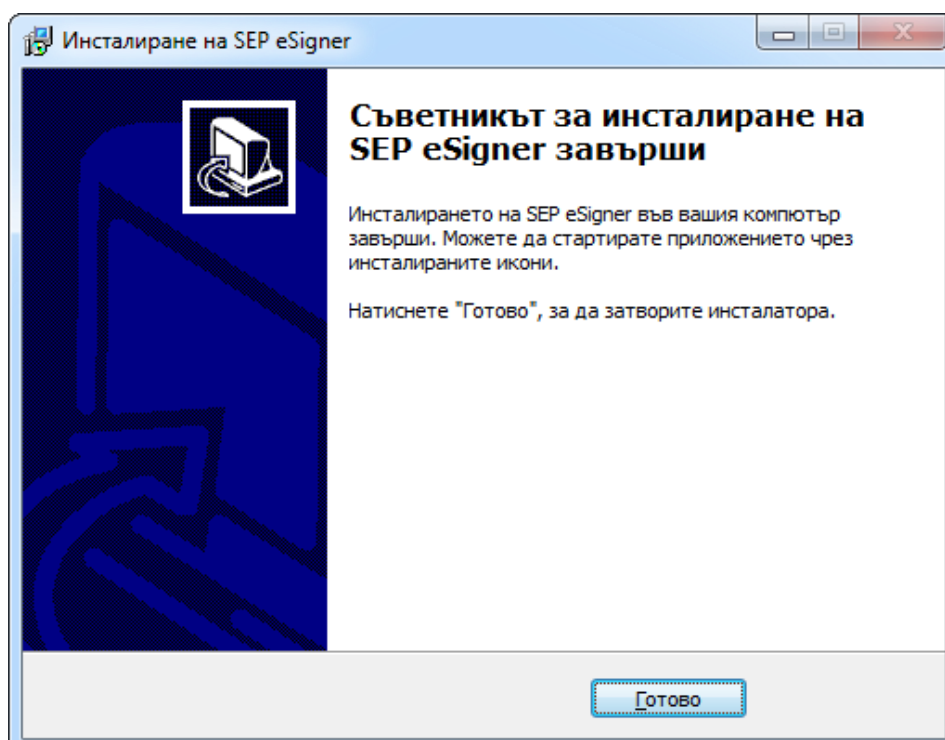 Инсталиране на SEP eSigner
Съветникът за инсталиране на
SEP eSigner завърши
Инсталирането на SEP eSigner във вашия компютър
завърши. Можете да стартирате приложението чрез
инсталираните икони.
Натиснете "Готово", за да затворите инсталатора.
Готово